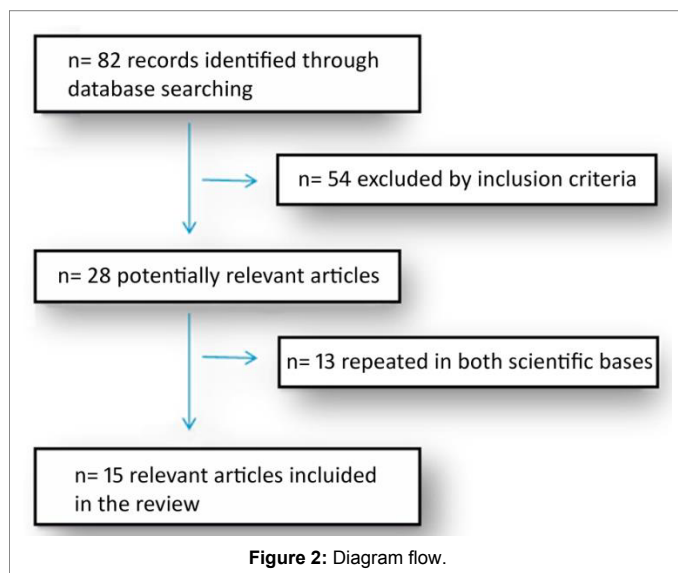 n= 82 records identified through
database searching
n= 54 excluded by inclusion criteria
n= 28 potentially relevant articles
n= 13 repeated in both scientific bases
n= 15 relevant articles incluided
in the review
Figure 2: Diagram flow.